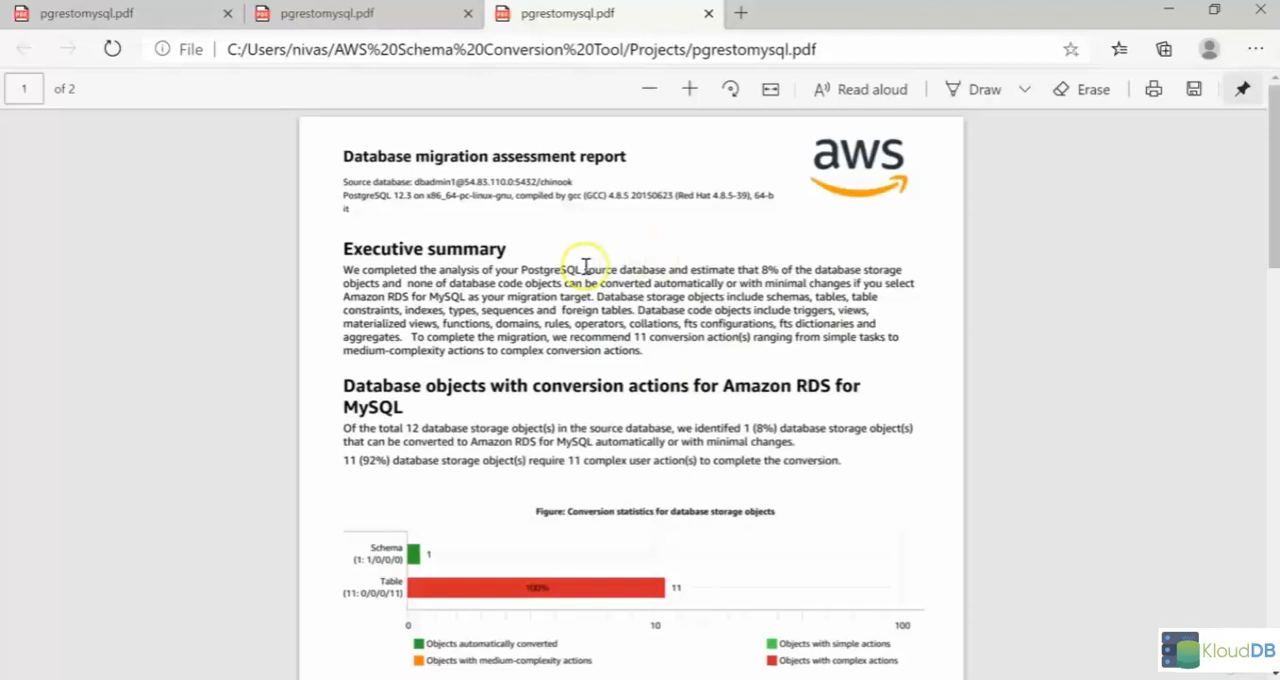 pgrestomysql.pdf
pgrestomysql.pdf
pgrestomysql.pdf
File
C:/Users/nivas/AWS%20Schema%20Conversion%20Tool/Projects/pgrestomysql.pdf
1 of 2
Read aloud
Draw
Erase
Database migration assessment report
aws
Source database: dbadmin1@54.83.110.0:5432/chinook
PostgreSQL 12.3 on x86_64-pc-linux-gnu, compiled by gcc (GCC) 4.8.5 20150623 (Red Hat 4.8.5-39), 64-b
it
Executive summary
We completed the analysis of your PostgreSQL source database and estimate that 8% of the database storage
objects and none of database code objects can be converted automatically or with minimal changes if you select
Amazon RDS for MySQL as your migration target. Database storage objects include schemas, tables, table
constraints, indexes, types, sequences and foreign tables. Database code objects include triggers, views,
materialized views, functions, domains, rules, operators, collations, fts configurations, fts dictionaries and
aggregates. To complete the migration, we recommend 11 conversion action(s) ranging from simple tasks to
medium-complexity actions to complex conversion actions.
Database objects with conversion actions for Amazon RDS for
MySQL
Of the total 12 database storage object(s) in the source database, we identifed 1 (8%) database storage object(s)
that can be converted to Amazon RDS for MySQL automatically or with minimal changes.
11 (92%) database storage object(s) require 11 complex user action(s) to complete the conversion.
Figure: Conversion statistics for database storage objects
Schema
(1: 1/0/0/0)
1
Table
(11: 0/0/0/11)
100%
11
0 10 100
Objects automatically converted
Objects with simple actions
Objects with medium-complexity actions
Objects with complex actions
KloudDB